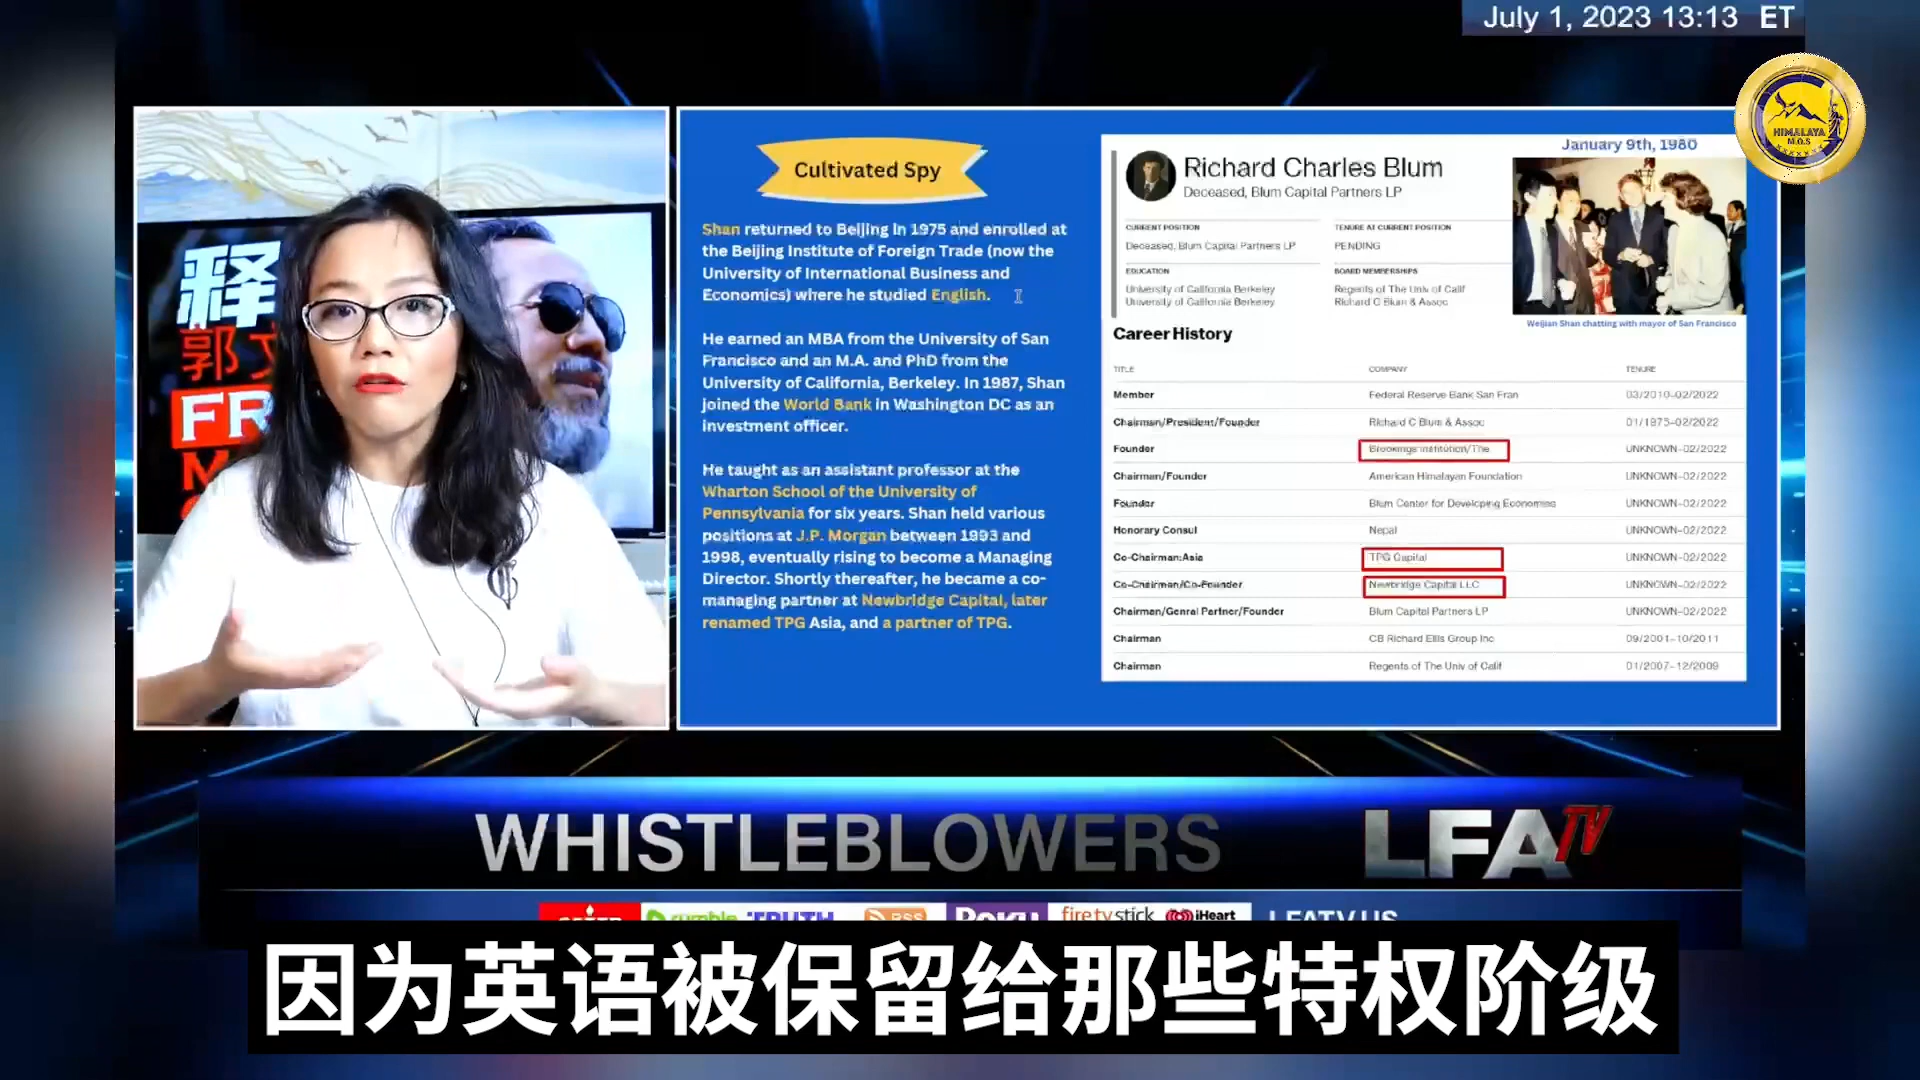 July 1, 2023 13:13 ET
HIMALAYA
M.O.S
释
郭文
FR
M
Cultivated Spy
Shan returned to Beijing in 1975 and enrolled at
the Beijing Institute of Foreign Trade (now the
University of International Business and
Economics) where he studied English.
He earned an MBA from the University of San
Francisco and an M.A. and PhD from the
University of California, Berkeley. In 1987, Shan
joined the World Bank in Washington DC as an
investment officer.
He taught as an assistant professor at the
Wharton School of the University of
Pennsylvania for six years. Shan held various
positions at J.P. Morgan between 1993 and
1998, eventually rising to become a Managing
Director. Shortly thereafter, he became a co-
managing partner at Newbridge Capital, later
renamed TPG Asia, and a partner of TPG.
Richard Charles Blum
Deceased, Blum Capital Partners LP
CURRENT POSITION
TENURE AT CURRENT POSITION
Deceased, Blum Capital Partners LP
PENDING
EDUCATION
BOARD MEMBERSHIPS
University of California Berkeley
Regents of The Univ of Calif
University of California Berkeley
Richard C Blum & Assoc
January 9th, 1980
Weijian Shan chatting with mayor of San Francisco
Career History
TITLE COMPANY TENURE
Member Federal Reserve Bank San Fran 03/2010-02/2022
Chairman/President/Founder Richard C Blum & Assoc 01/1975-02/2022
Founder Brookings Institution/The UNKNOWN-02/2022
Chairman/Founder American Himalayan Foundation UNKNOWN-02/2022
Founder Blum Center for Developing Economies UNKNOWN-02/2022
Honorary Consul Nepal UNKNOWN-02/2022
Co-Chairman:Asia TPG Capital UNKNOWN-02/2022
Co-Chairman/Co-Founder Newbridge Capital LLC UNKNOWN-02/2022
Chairman/Genral Partner/Founder Blum Capital Partners LP UNKNOWN-02/2022
Chairman CB Richard Ellis Group Inc 09/2001-10/2011
Chairman Regents of The Univ of Calif 01/2007-12/2009
WHISTLEBLOWERS
LFA TV
rumble TRUTH RSS Roku firetvstick iHeart LFATV.US
因为英语被保留给那些特权阶级